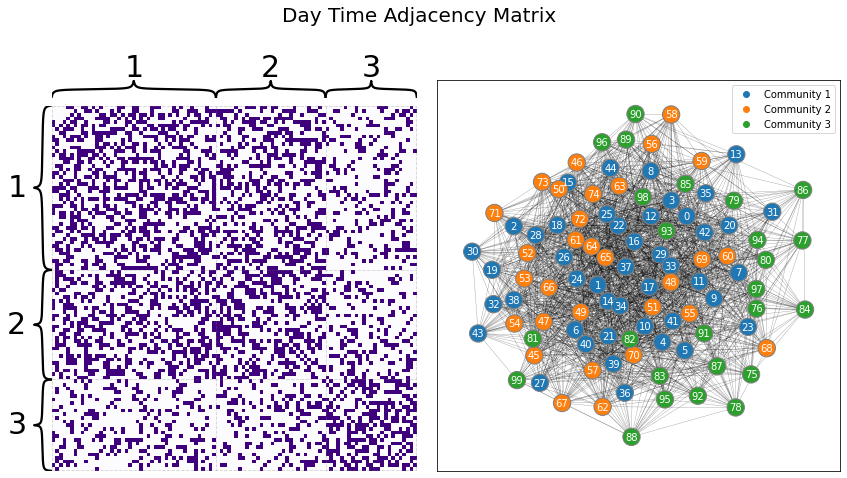 Day Time Adjacency Matrix
1 2 3
1
2
3
Community 1
Community 2
Community 3
90 58
96 89 56
13
46 44 8 59
73 50 15 74 63 98 85 35 86
3 79
71 72 25 22 12 0 31
2 18 28 61 64 16 93 42 20 94 77
30 52 26 65 29 69 60 80
19 37 33 7
53 66 24 1 17 48 11 97
32 38 14 34 9
49 51 55 76 84
54 47 10 41 23
43 81 6 40 21 82 4 91
45 70 5 68
57 39 87
99 27 83 75
36 92
67 62 95 78
88